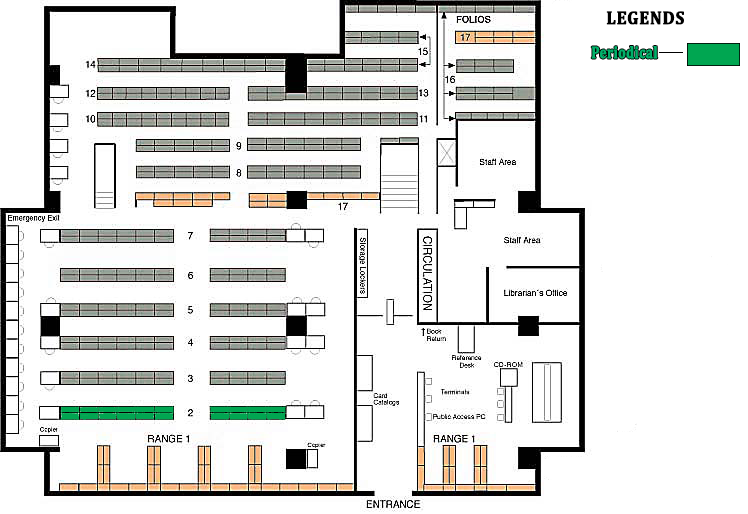 FOLIOS
LEGENDS
17
Periodical
15
14
16
12
13
10
11
9
8
Staff Area
17
Emergency Exit
7
Storage Lockers
CIRCULATION
Staff Area
6
Librarian´s Office
5
Book
Return
4
Reference
Desk
CD-ROM
3
Card
Catalogs
Terminals
2
Public Access PC
Copier
RANGE 1
Copier
RANGE 1
ENTRANCE